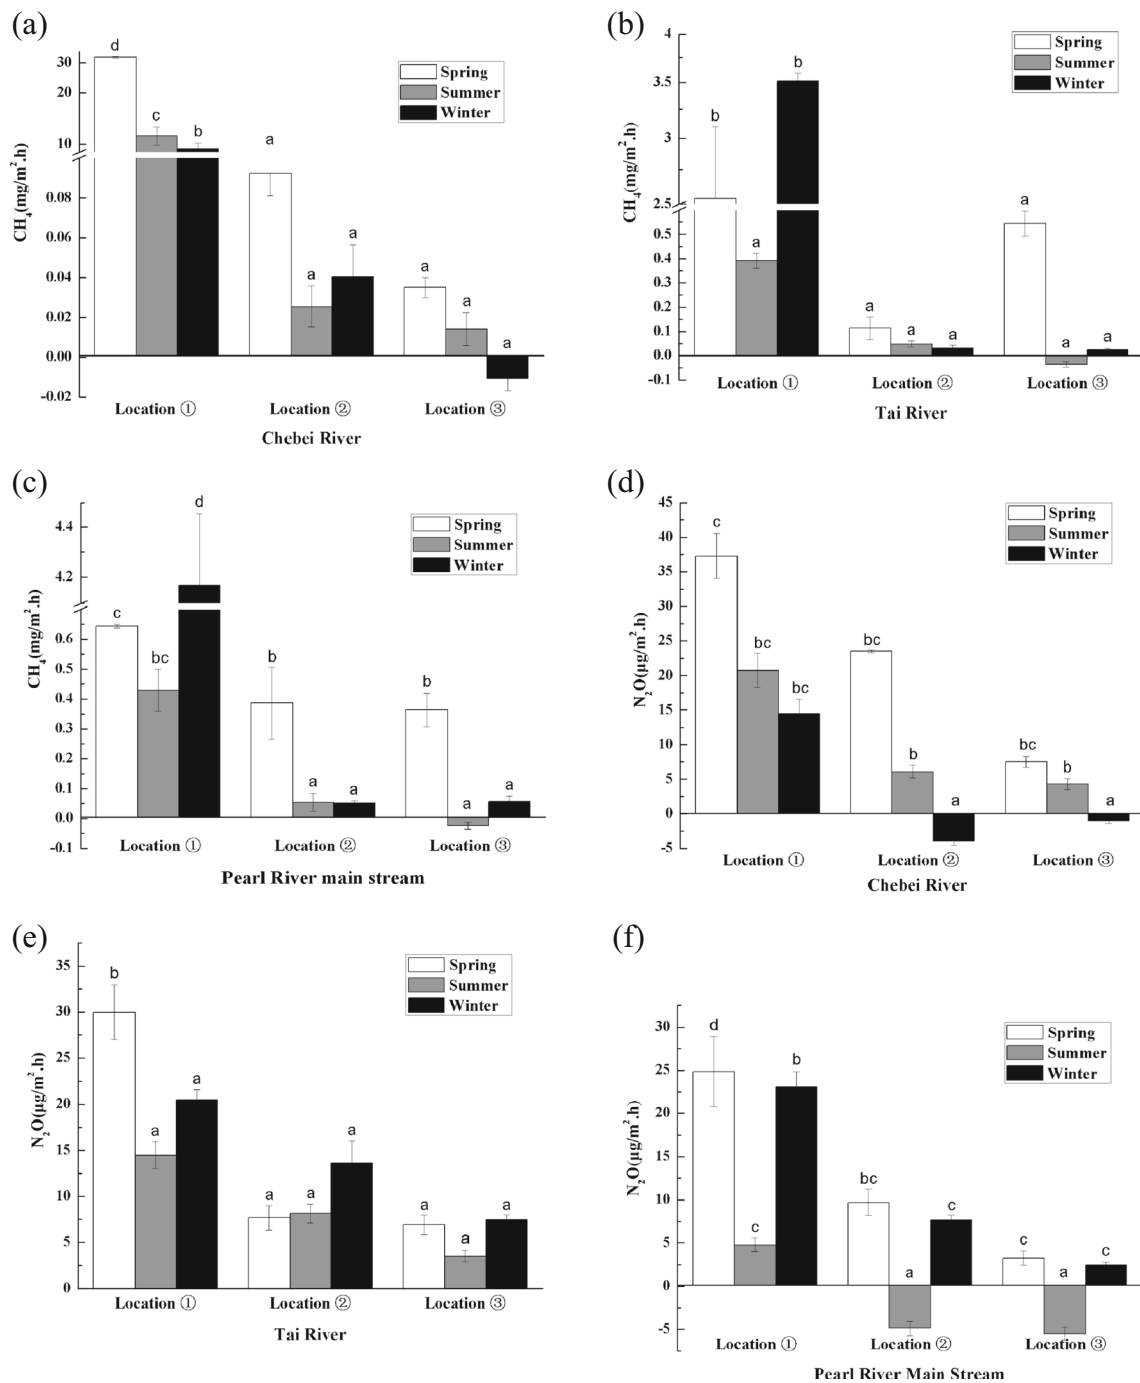 (a)
d
30
20
10
0.08
0.06
0.04
0.02
0.00
-0.02
CH₄(mg/m².h)
Spring
Summer
Winter
c
b
a
a
a
a
a
a
Location ①
Location ②
Location ③
Chebei River
(b)
4
3.5
3
2.5
0.5
0.4
0.3
0.2
0.1
0.0
-0.1
CH₄(mg/m².h)
Spring
Summer
Winter
b
a
b
a
a
a
a
a
a
Location ①
Location ②
Location ③
Tai River
(c)
4.4
4.2
0.6
0.5
0.4
0.3
0.2
0.1
0.0
-0.1
CH₄(mg/m².h)
Spring
Summer
Winter
c
bc
d
b
a
a
b
a
a
Location ①
Location ②
Location ③
Pearl River main stream
(d)
45
40
35
30
25
20
15
10
5
0
-5
N₂O(µg/m².h)
Spring
Summer
Winter
c
bc
bc
bc
b
a
bc
b
a
Location ①
Location ②
Location ③
Chebei River
(e)
35
30
25
20
15
10
5
0
N₂O(µg/m².h)
Spring
Summer
Winter
b
a
a
a
a
a
a
a
a
Location ①
Location ②
Location ③
Tai River
(f)
30
25
20
15
10
5
0
-5
N₂O(µg/m².h)
Spring
Summer
Winter
d
c
b
bc
a
c
c
a
c
Location ①
Location ②
Location ③
Pearl River Main Stream